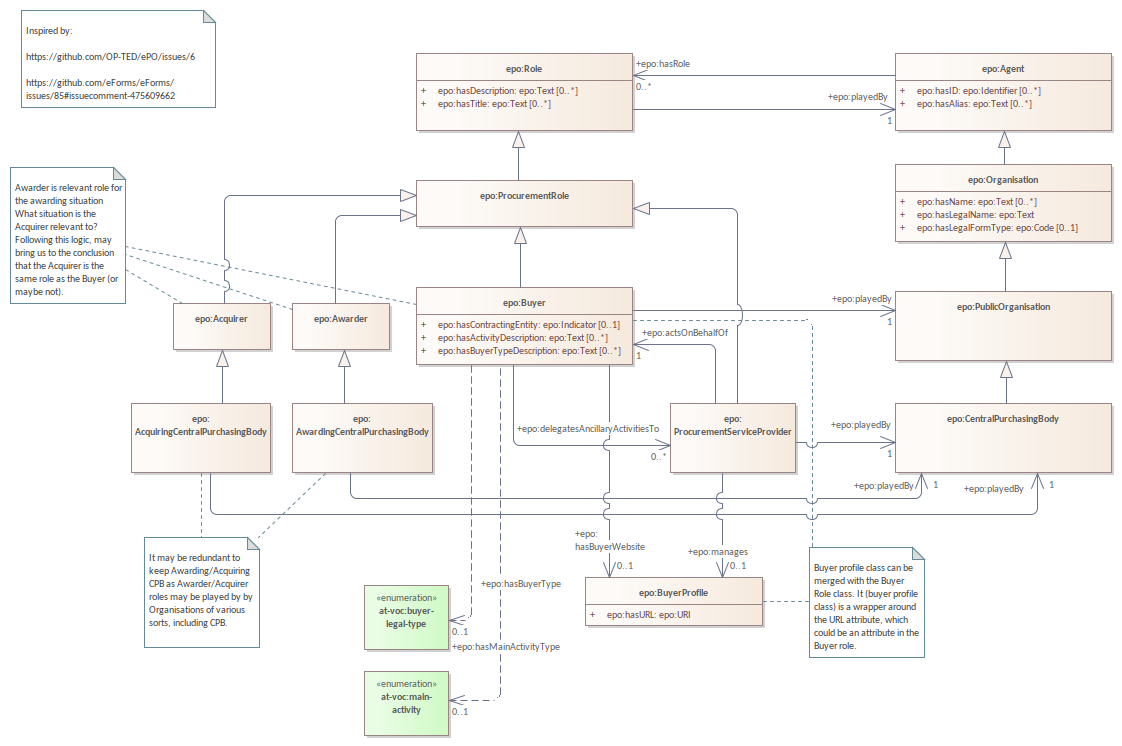 Inspired by:
https://github.com/OP-TED/ePO/issues/6
https://github.com/eForms/eForms/
issues/85#issuecomment-475609662
epo:Role
+ epo:hasDescription: epo:Text [0..*]
+ epo:hasTitle: epo:Text [0..*]
+epo:hasRole
0..*
+epo:playedBy
1
epo:Agent
+ epo:hasID: epo:Identifier [0..*]
+ epo:hasAlias: epo:Text [0..*]
Awarder is relevant role for
the awarding situation
What situation is the
Acquirer relevant to?
Following this logic, may
bring us to the conclusion
that the Acquirer is the
same role as the Buyer (or
maybe not).
epo:ProcurementRole
epo:Organisation
+ epo:hasName: epo:Text [0..*]
+ epo:hasLegalName: epo:Text
+ epo:hasLegalFormType: epo:Code [0..1]
epo:Acquirer
epo:Awarder
epo:Buyer
+ epo:hasContractingEntity: epo:Indicator [0..1]
+ epo:hasActivityDescription: epo:Text [0..*]
+ epo:hasBuyerTypeDescription: epo:Text [0..*]
+epo:playedBy
1
+epo:actsOnBehalfOf
1
epo:PublicOrganisation
epo:
AcquiringCentralPurchasingBody
epo:
AwardingCentralPurchasingBody
+epo:delegatesAncillaryActivitiesTo
0..*
epo:
ProcurementServiceProvider
+epo:playedBy
1
epo:CentralPurchasingBody
+epo:playedBy
1
+epo:playedBy
1
It may be redundant to
keep Awarding/Acquiring
CPB as Awarder/Acquirer
roles may be played by by
Organisations of various
sorts, including CPB.
+epo:
hasBuyerWebsite
0..1
+epo:manages
0..1
epo:BuyerProfile
+ epo:hasURL: epo:URI
Buyer profile class can be
merged with the Buyer
Role class. It (buyer profile
class) is a wrapper around
the URL attribute, which
could be an attribute in the
Buyer role.
+epo:hasBuyerType
0..1
«enumeration»
at-voc:buyer-
legal-type
+epo:hasMainActivityType
0..1
«enumeration»
at-voc:main-
activity